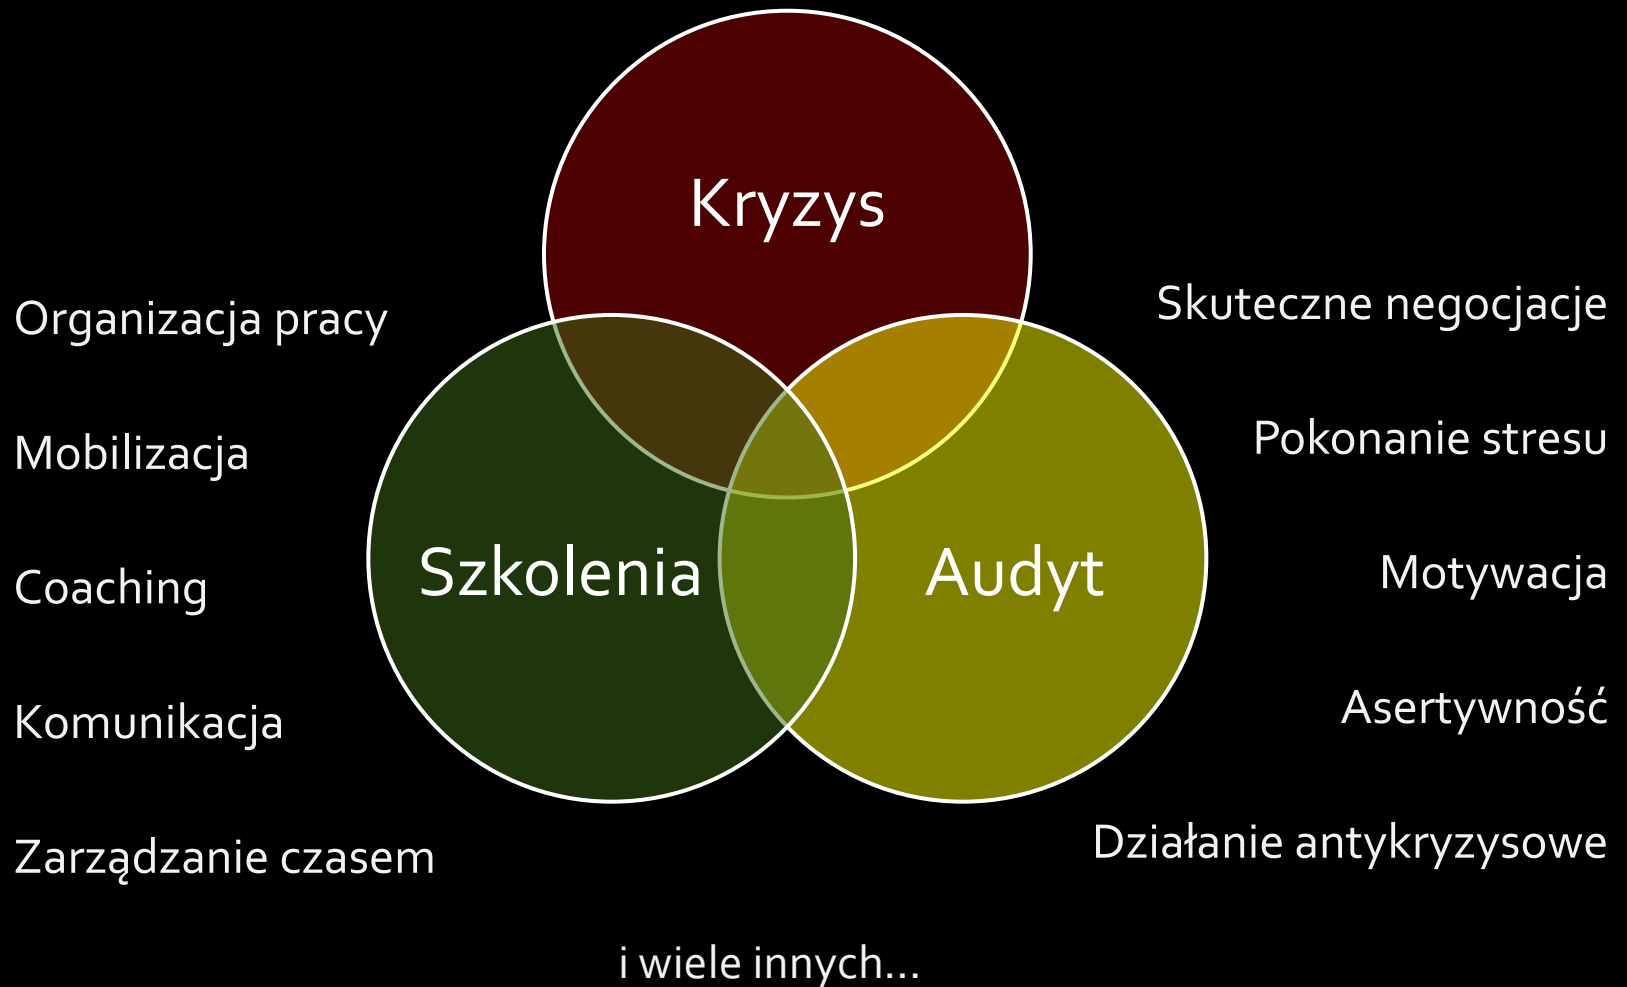 Kryzys
Szkolenia
Audyt
Organizacja pracy
Mobilizacja
Coaching
Komunikacja
Zarządzanie czasem
Skuteczne negocjacje
Pokonanie stresu
Motywacja
Asertywność
Działanie antykryzysowe
i wiele innych...